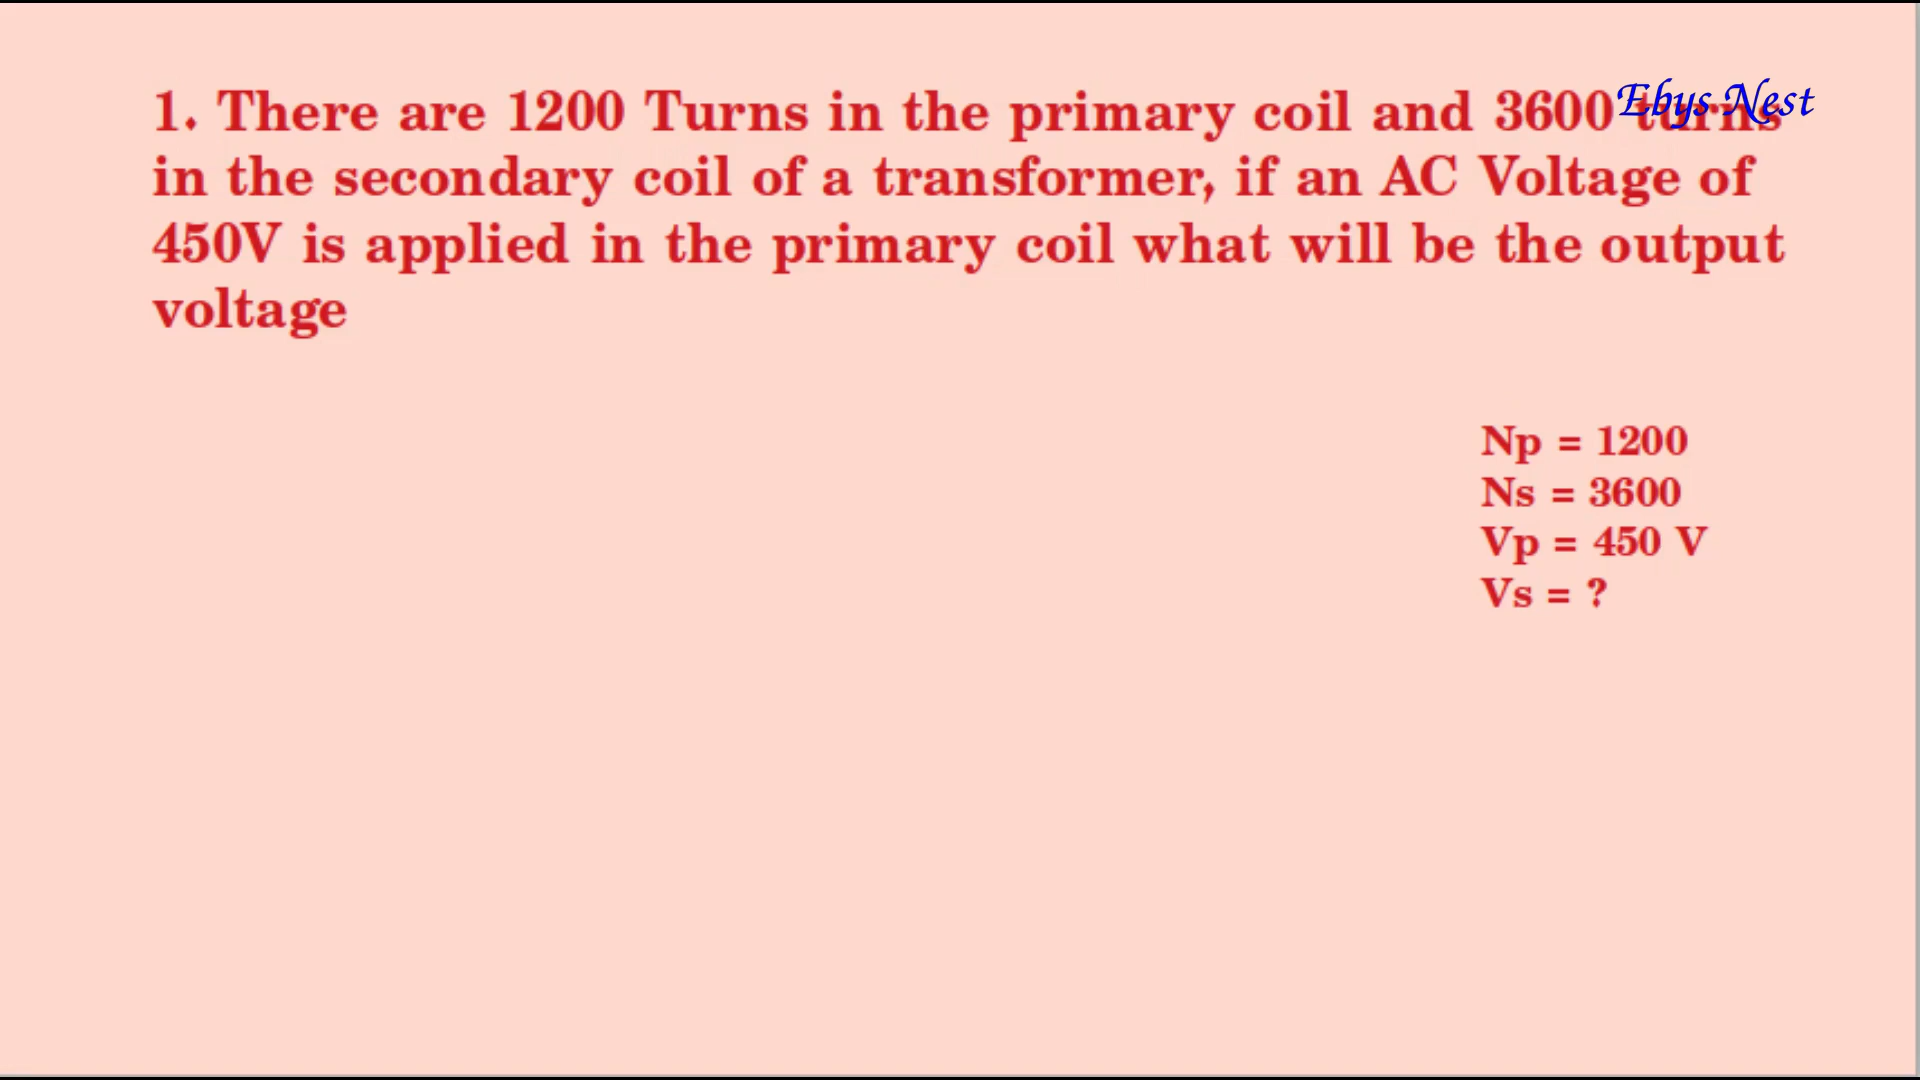 1. There are 1200 Turns in the primary coil and 3600 turns
Ebys Nest
in the secondary coil of a transformer, if an AC Voltage of
450V is applied in the primary coil what will be the output
voltage
Np = 1200
Ns = 3600
Vp = 450 V
Vs = ?